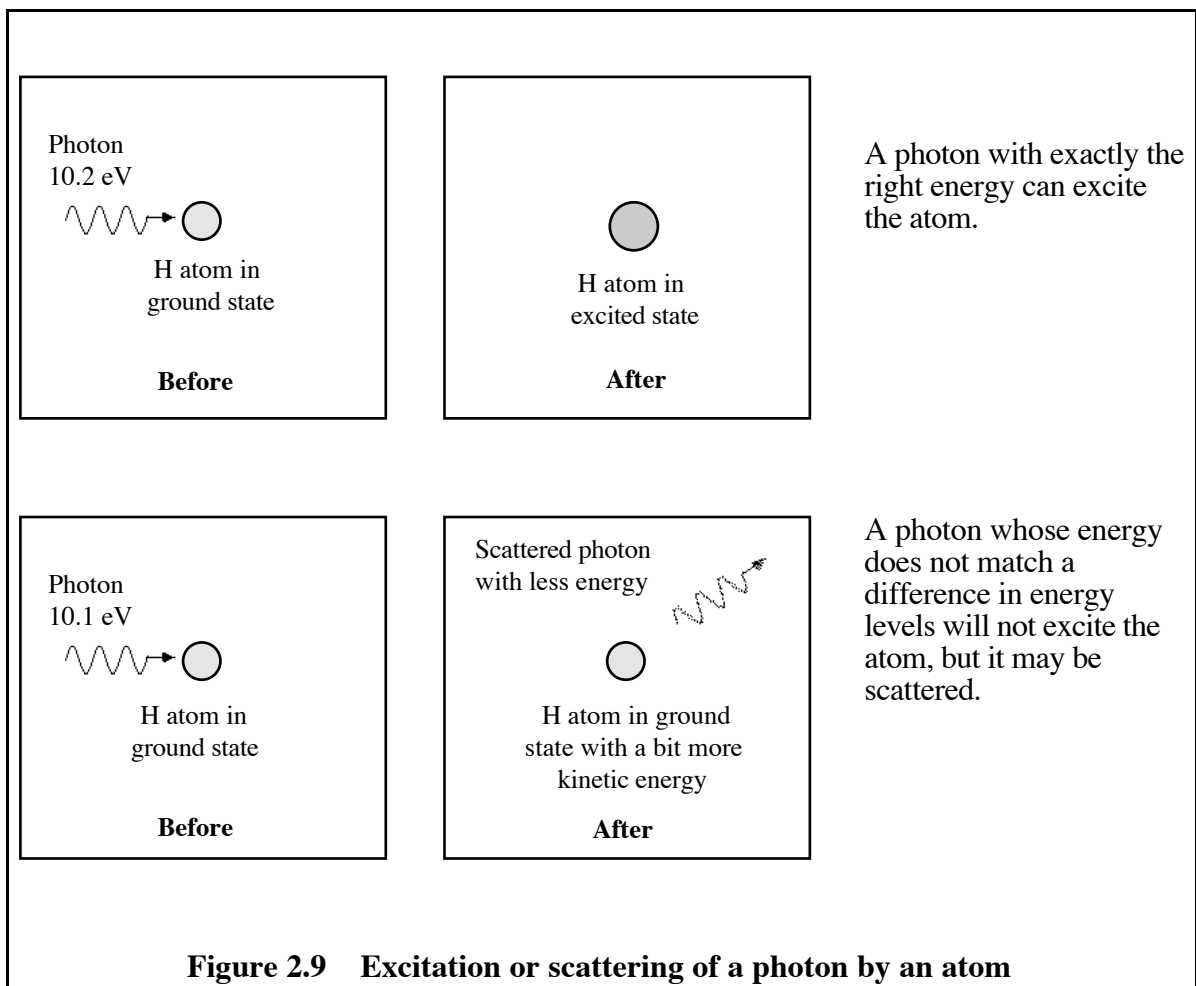 Photon
10.2 eV
H atom in
ground state
Before
H atom in
excited state
After
A photon with exactly the
right energy can excite
the atom.
Photon
10.1 eV
H atom in
ground state
Before
Scattered photon
with less energy
H atom in ground
state with a bit more
kinetic energy
After
A photon whose energy
does not match a
difference in energy
levels will not excite the
atom, but it may be
scattered.
Figure 2.9 Excitation or scattering of a photon by an atom